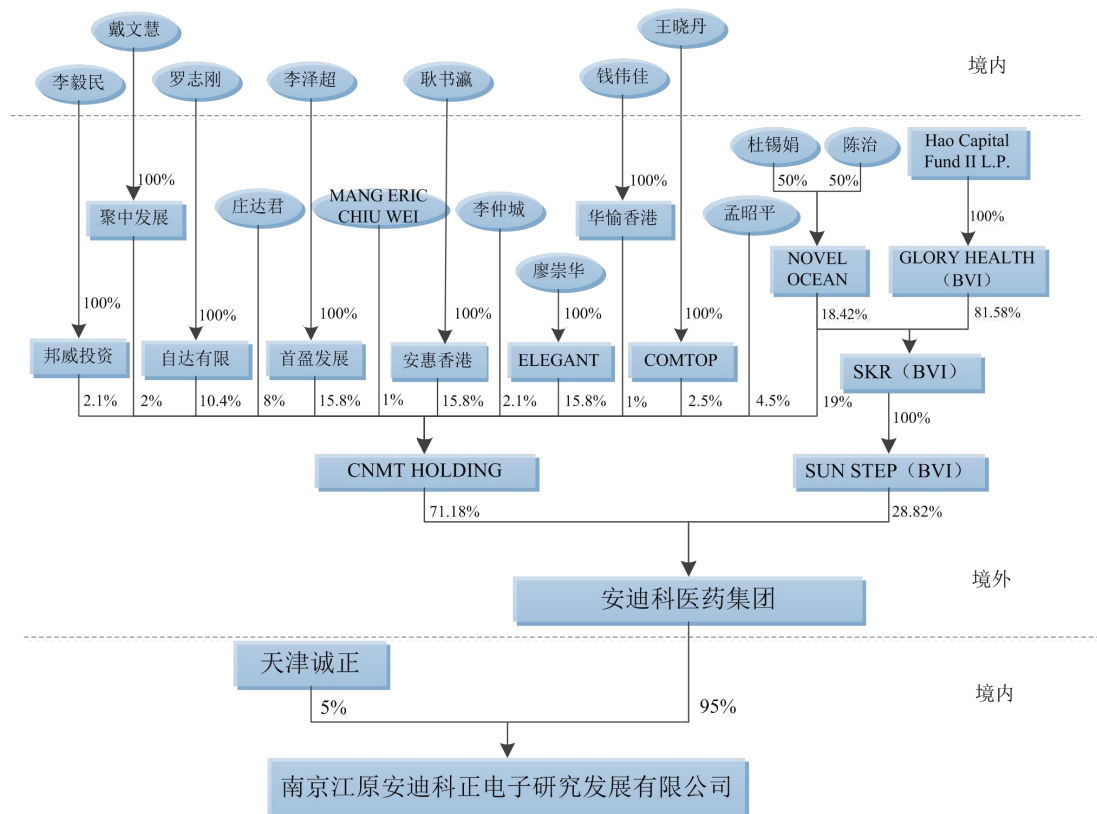 戴文慧
王晓丹
李毅民
罗志刚
李泽超
耿书瀛
钱伟佳
境内
杜锡娟
陈治
Hao Capital
Fund II L.P.
100%
100%
50%
50%
庄达君
MANG ERIC
CHIU WEI
李仲城
孟昭平
100%
聚中发展
华愉香港
NOVEL
OCEAN
GLORY HEALTH
（BVI）
廖崇华
100%
100%
100%
100%
100%
100%
18.42%
81.58%
邦威投资
自达有限
首盈发展
安惠香港
ELEGANT
COMTOP
SKR（BVI）
2.1%
2%
10.4%
8%
15.8%
1%
15.8%
2.1%
15.8%
1%
2.5%
4.5%
19%
100%
CNMT HOLDING
SUN STEP（BVI）
71.18%
28.82%
安迪科医药集团
境外
天津诚正
境内
5%
95%
南京江原安迪科正电子研究发展有限公司